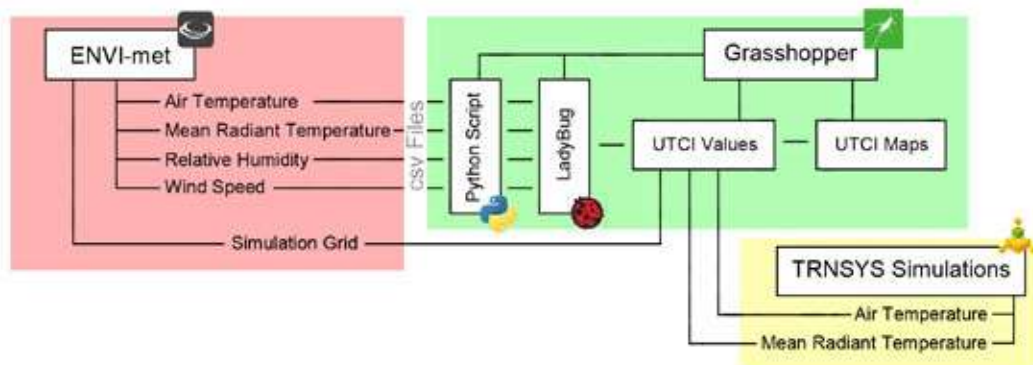 ENVI-met
Air Temperature
Mean Radiant Temperature
Relative Humidity
Wind Speed
Simulation Grid
csv Files
Grasshopper
Python Script
LadyBug
UTCI Values
UTCI Maps
TRNSYS Simulations
Air Temperature
Mean Radiant Temperature